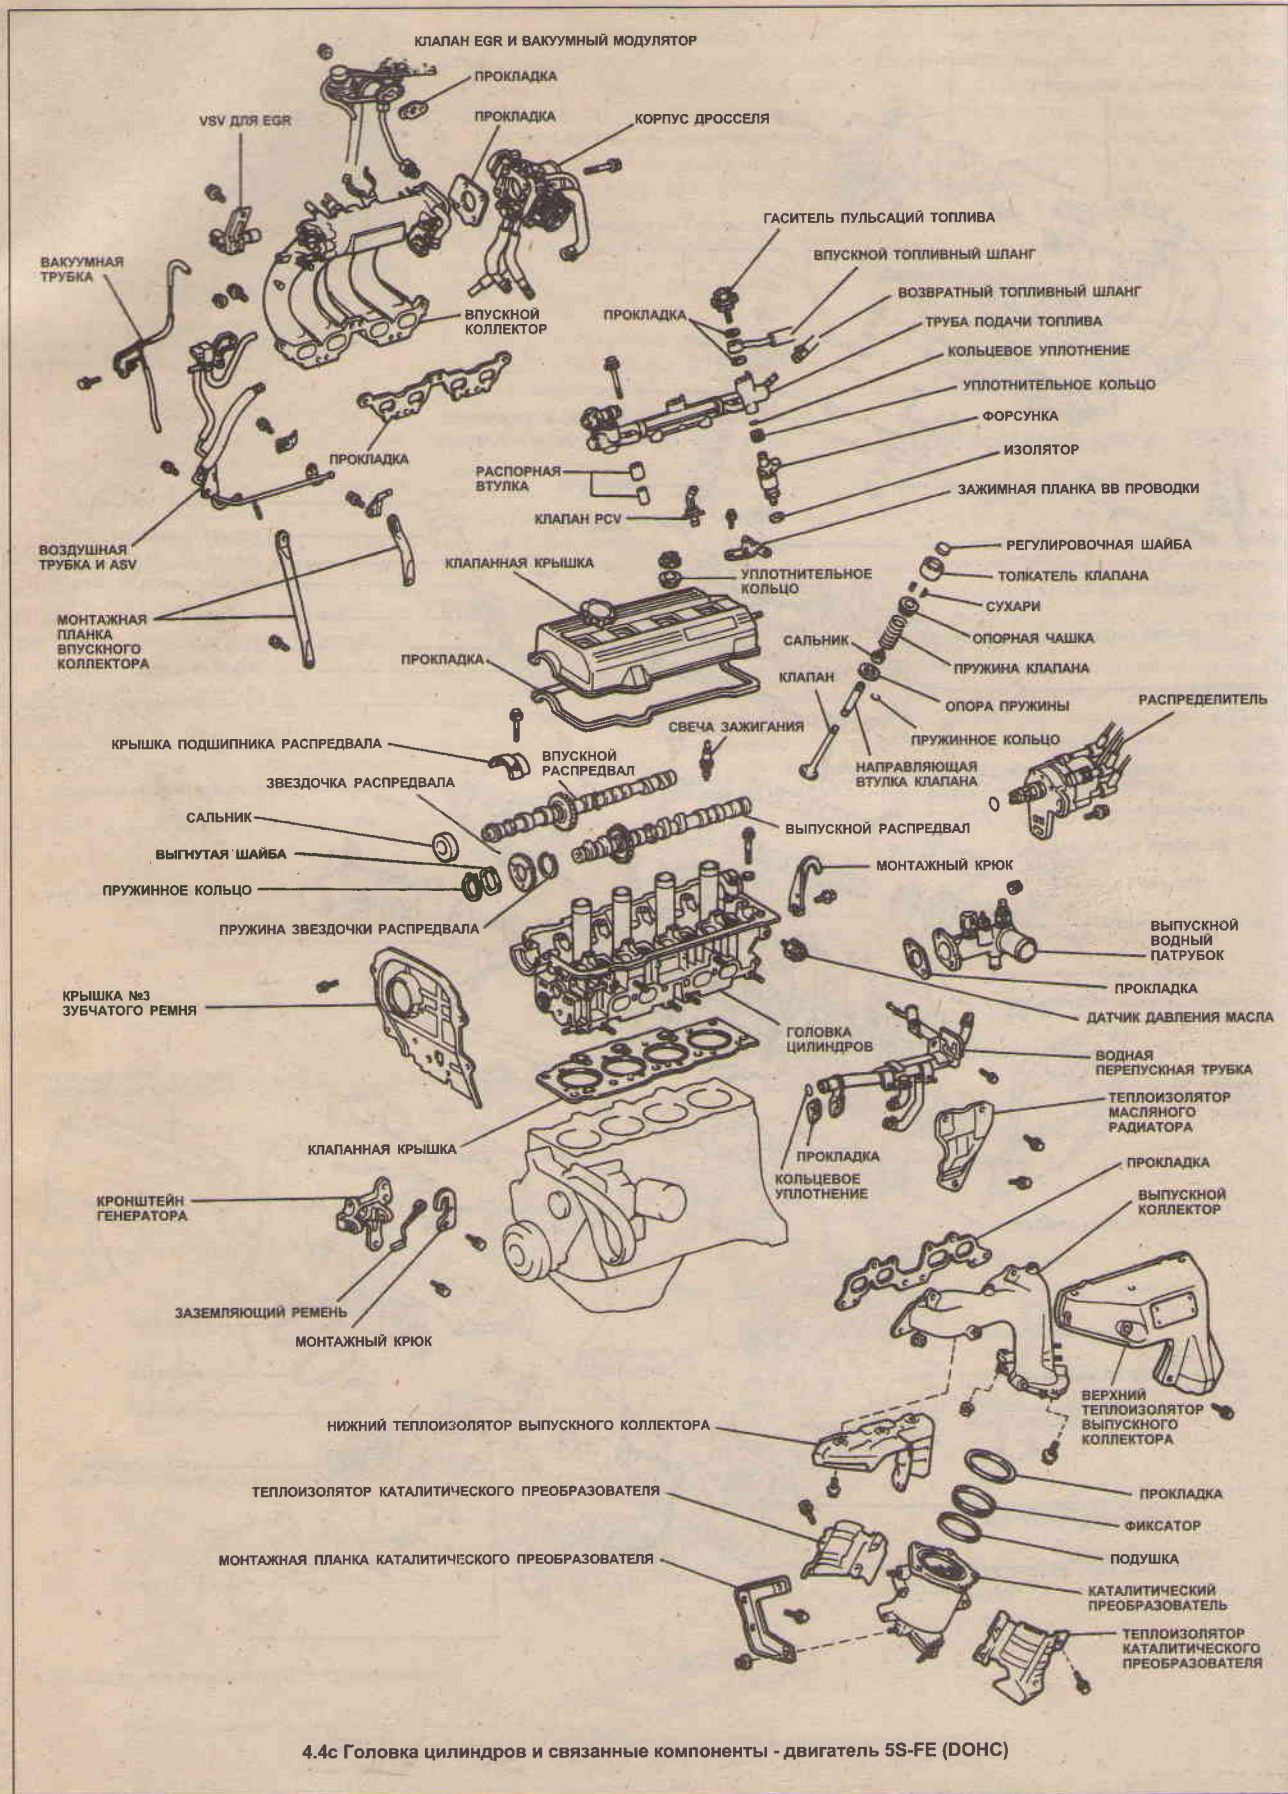 КЛАПАН EGR И ВАКУУМНЫЙ МОДУЛЯТОР
ПРОКЛАДКА
VSV ДЛЯ EGR
ПРОКЛАДКА
КОРПУС ДРОССЕЛЯ
ГАСИТЕЛЬ ПУЛЬСАЦИЙ ТОПЛИВА
ВПУСКНОЙ ТОПЛИВНЫЙ ШЛАНГ
ВАКУУМНАЯ
ТРУБКА
ВОЗВРАТНЫЙ ТОПЛИВНЫЙ ШЛАНГ
ВПУСКНОЙ
КОЛЛЕКТОР
ПРОКЛАДКА
ТРУБА ПОДАЧИ ТОПЛИВА
КОЛЬЦЕВОЕ УПЛОТНЕНИЕ
УПЛОТНИТЕЛЬНОЕ КОЛЬЦО
ФОРСУНКА
ПРОКЛАДКА
РАСПОРНАЯ
ВТУЛКА
ИЗОЛЯТОР
ЗАЖИМНАЯ ПЛАНКА ВВ ПРОВОДКИ
КЛАПАН PCV
ВОЗДУШНАЯ
ТРУБКА И ASV
КЛАПАННАЯ КРЫШКА
УПЛОТНИТЕЛЬНОЕ
КОЛЬЦО
РЕГУЛИРОВОЧНАЯ ШАЙБА
ТОЛКАТЕЛЬ КЛАПАНА
СУХАРИ
МОНТАЖНАЯ
ПЛАНКА
ВПУСКНОГО
КОЛЛЕКТОРА
САЛЬНИК
ОПОРНАЯ ЧАШКА
ПРОКЛАДКА
КЛАПАН
ПРУЖИНА КЛАПАНА
ОПОРА ПРУЖИНЫ
РАСПРЕДЕЛИТЕЛЬ
СВЕЧА ЗАЖИГАНИЯ
КРЫШКА ПОДШИПНИКА РАСПРЕДВАЛА
ВПУСКНОЙ
РАСПРЕДВАЛ
ПРУЖИННОЕ КОЛЬЦО
НАПРАВЛЯЮЩАЯ
ВТУЛКА КЛАПАНА
ЗВЕЗДОЧКА РАСПРЕДВАЛА
САЛЬНИК
ВЫПУСКНОЙ РАСПРЕДВАЛ
ВЫГНУТАЯ ШАЙБА
МОНТАЖНЫЙ КРЮК
ПРУЖИННОЕ КОЛЬЦО
ПРУЖИНА ЗВЕЗДОЧКИ РАСПРЕДВАЛА
ВЫПУСКНОЙ
ВОДНЫЙ
ПАТРУБОК
ПРОКЛАДКА
КРЫШКА №3
ЗУБЧАТОГО РЕМНЯ
ДАТЧИК ДАВЛЕНИЯ МАСЛА
ГОЛОВКА
ЦИЛИНДРОВ
ВОДНАЯ
ПЕРЕПУСКНАЯ ТРУБКА
ТЕПЛОИЗОЛЯТОР
МАСЛЯНОГО
РАДИАТОРА
КЛАПАННАЯ КРЫШКА
ПРОКЛАДКА
КОЛЬЦЕВОЕ
УПЛОТНЕНИЕ
ПРОКЛАДКА
КРОНШТЕЙН
ГЕНЕРАТОРА
ВЫПУСКНОЙ
КОЛЛЕКТОР
ЗАЗЕМЛЯЮЩИЙ РЕМЕНЬ
МОНТАЖНЫЙ КРЮК
ВЕРХНИЙ
ТЕПЛОИЗОЛЯТОР
ВЫПУСКНОГО
КОЛЛЕКТОРА
НИЖНИЙ ТЕПЛОИЗОЛЯТОР ВЫПУСКНОГО КОЛЛЕКТОРА
ТЕПЛОИЗОЛЯТОР КАТАЛИТИЧЕСКОГО ПРЕОБРАЗОВАТЕЛЯ
ПРОКЛАДКА
ФИКСАТОР
МОНТАЖНАЯ ПЛАНКА КАТАЛИТИЧЕСКОГО ПРЕОБРАЗОВАТЕЛЯ
ПОДУШКА
КАТАЛИТИЧЕСКИЙ
ПРЕОБРАЗОВАТЕЛЬ
ТЕПЛОИЗОЛЯТОР
КАТАЛИТИЧЕСКОГО
ПРЕОБРАЗОВАТЕЛЯ
4.4с Головка цилиндров и связанные компоненты - двигатель 5S-FE (DOHC)